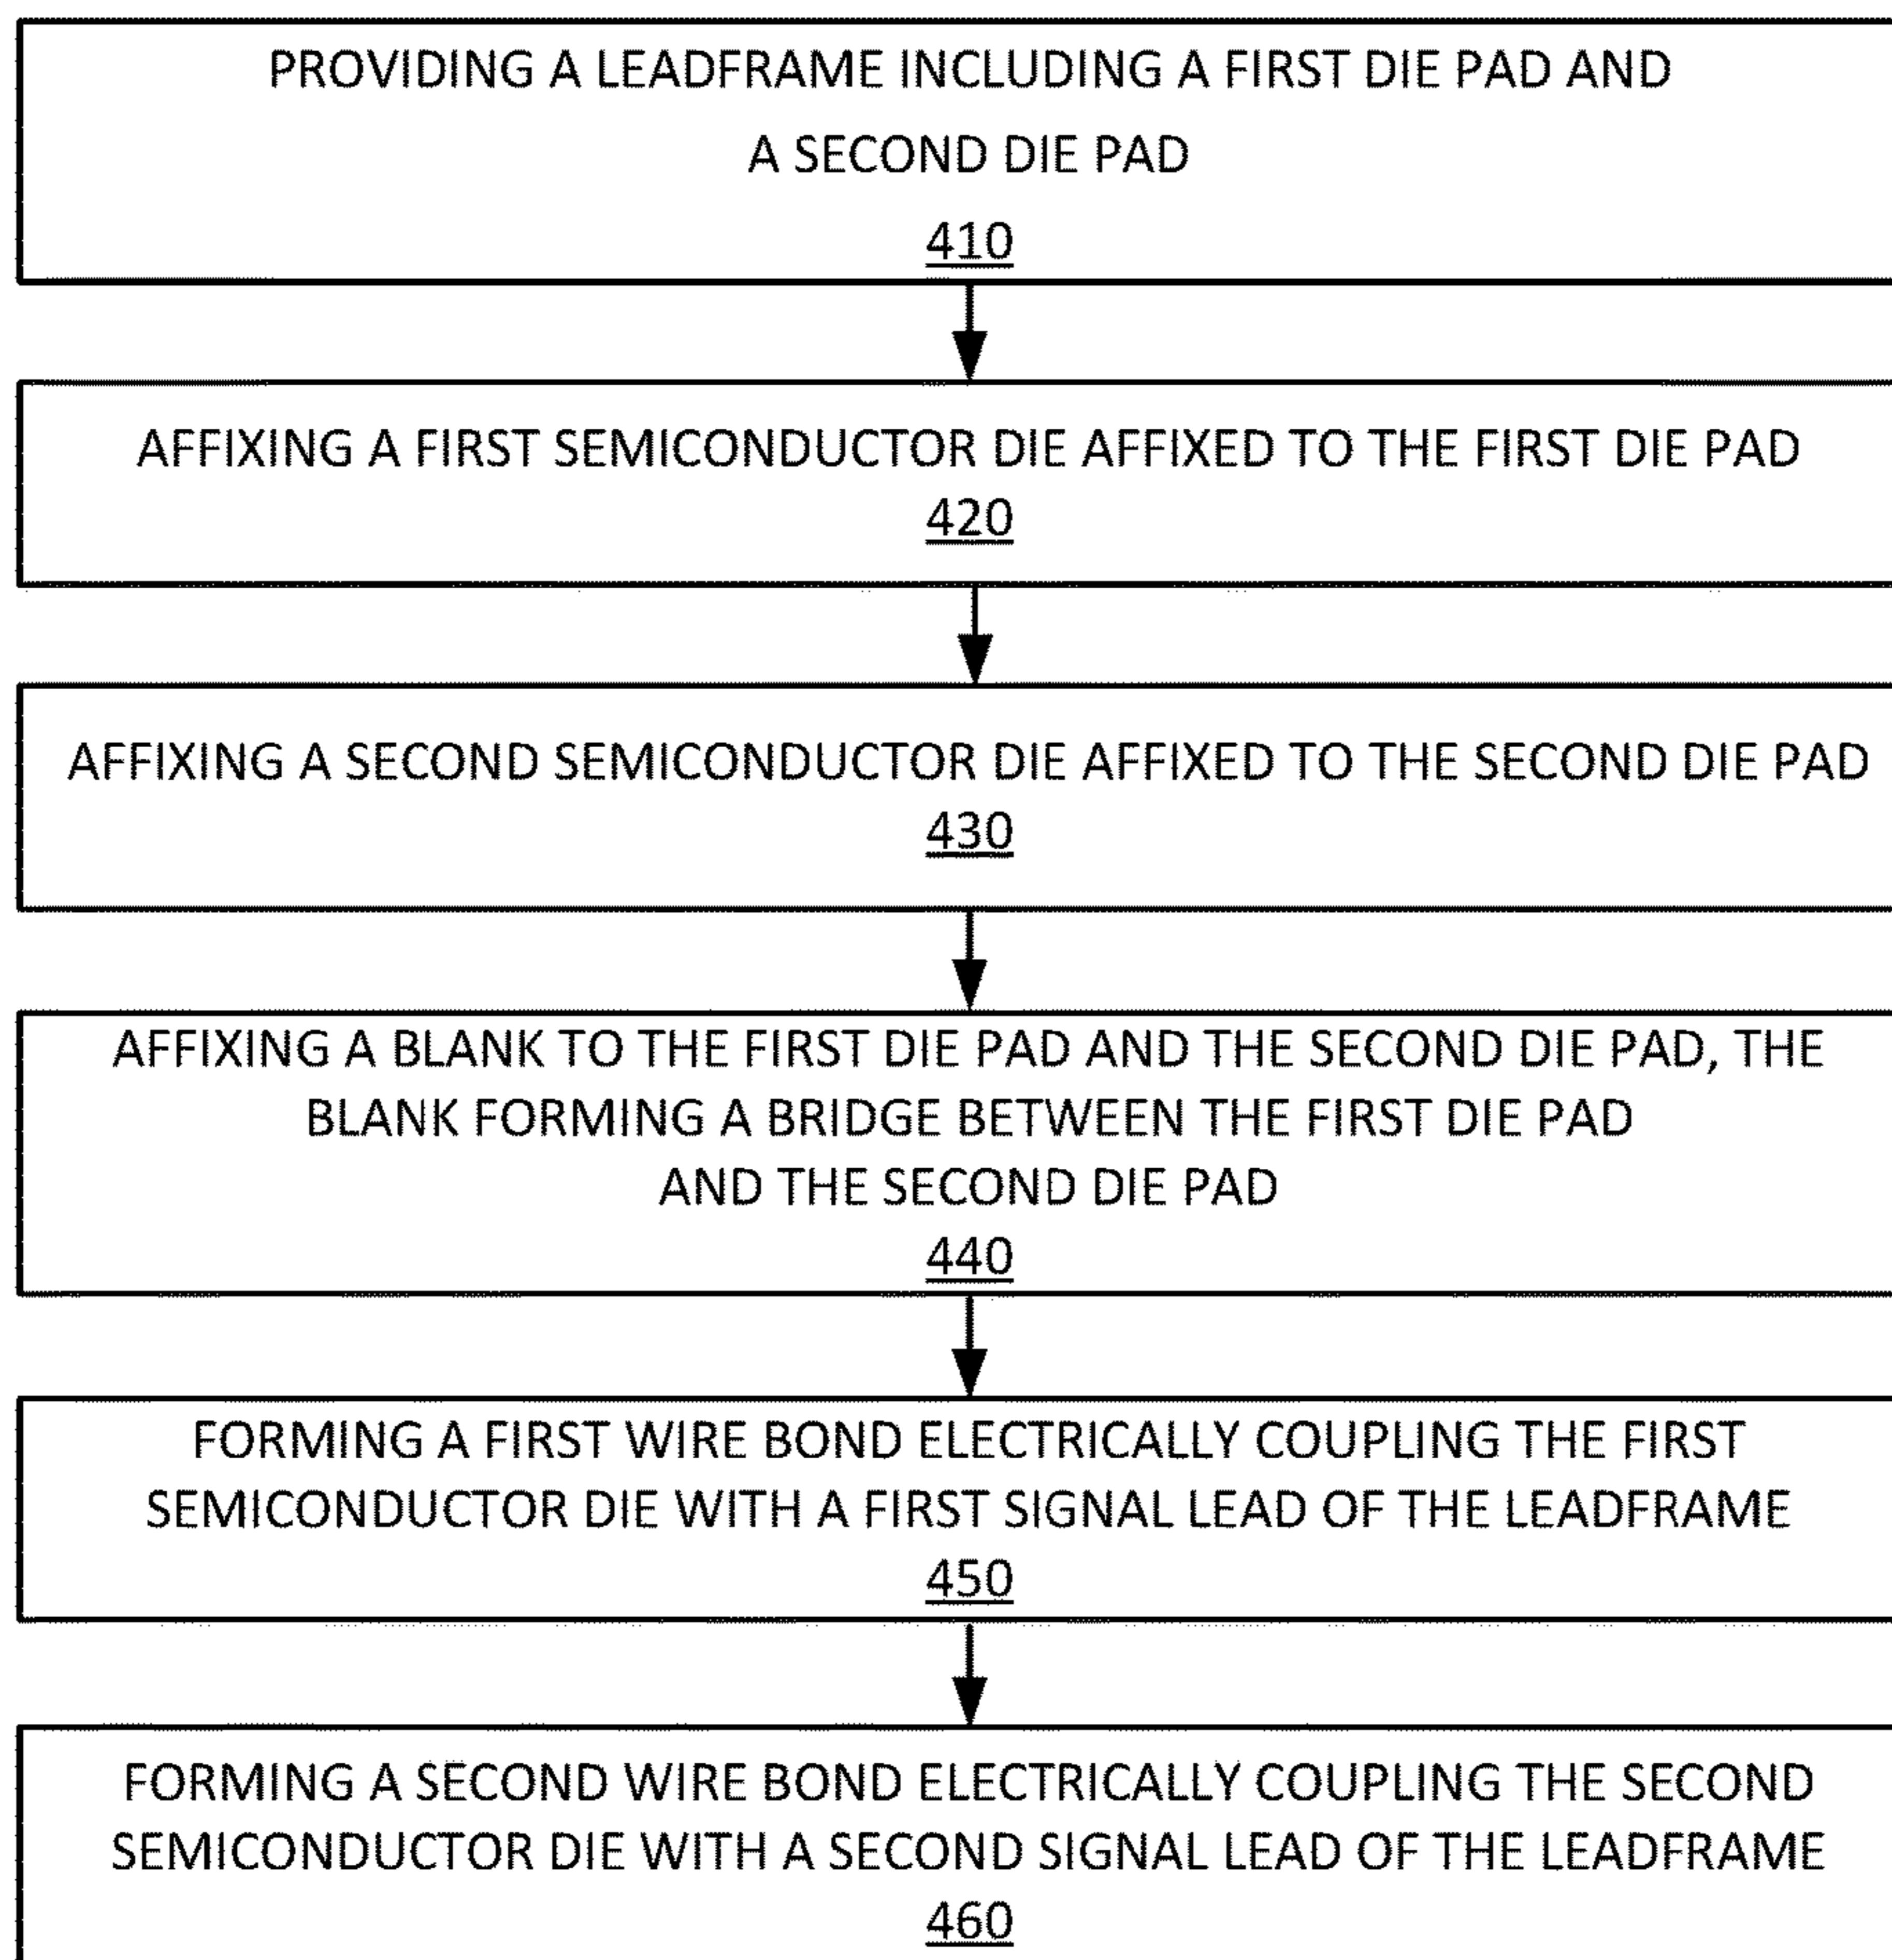 PROVIDING A LEADFRAME INCLUDING A FIRST DIE PAD AND
A SECOND DIE PAD
410
AFFIXING A FIRST SEMICONDUCTOR DIE AFFIXED TO THE FIRST DIE PAD
420
AFFIXING A SECOND SEMICONDUCTOR DIE AFFIXED TO THE SECOND DIE PAD
430
AFFIXING A BLANK TO THE FIRST DIE PAD AND THE SECOND DIE PAD, THE
BLANK FORMING A BRIDGE BETWEEN THE FIRST DIE PAD
AND THE SECOND DIE PAD
440
FORMING A FIRST WIRE BOND ELECTRICALLY COUPLING THE FIRST
SEMICONDUCTOR DIE WITH A FIRST SIGNAL LEAD OF THE LEADFRAME
450
FORMING A SECOND WIRE BOND ELECTRICALLY COUPLING THE SECOND
SEMICONDUCTOR DIE WITH A SECOND SIGNAL LEAD OF THE LEADFRAME
460